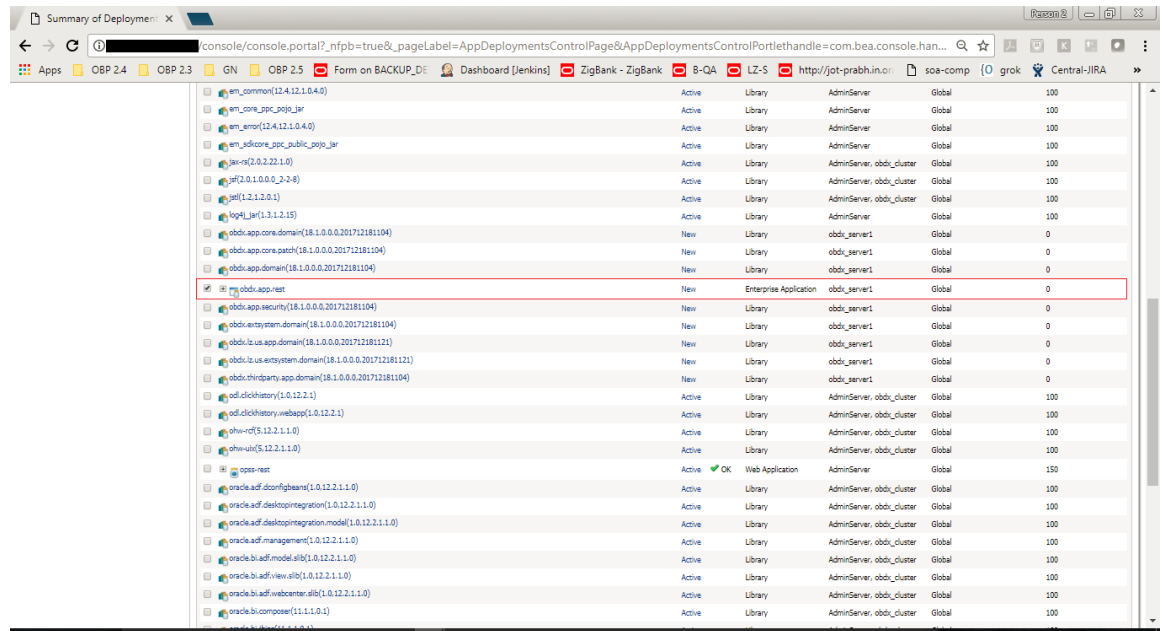 Summary of Deployment
Person 2
/console/console.portal?_nfpb=true&_pageLabel=AppDeploymentsControlPage&AppDeploymentsControlPortlethandle=com.bea.console.han...
Apps OBP 2.4 OBP 2.3 GN OBP 2.5 Form on BACKUP_DE Dashboard [Jenkins] ZigBank - ZigBank B-QA LZ-S http://jot-prabh.in.or soa-comp {O grok Central-JIRA »
em_common(12.4,12.1.0.4.0) Active Library AdminServer Global 100
em_core_ppc_pojo_jar Active Library AdminServer Global 100
em_error(12.4,12.1.0.4.0) Active Library AdminServer Global 100
em_sdkcore_ppc_public_pojo_jar Active Library AdminServer Global 100
jax-rs(2.0,2.22.1.0) Active Library AdminServer, obdx_cluster Global 100
jsf(2.0,1.0.0.0_2-2-8) Active Library AdminServer, obdx_cluster Global 100
jstl(1.2,1.2.0.1) Active Library AdminServer, obdx_cluster Global 100
log4j_jar(1.3,1.2.15) Active Library AdminServer Global 100
obdx.app.core.domain(18.1.0.0.0,201712181104) New Library obdx_server1 Global 0
obdx.app.core.patch(18.1.0.0.0,201712181104) New Library obdx_server1 Global 0
obdx.app.domain(18.1.0.0.0,201712181104) New Library obdx_server1 Global 0
obdx.app.rest New Enterprise Application obdx_server1 Global 0
obdx.app.security(18.1.0.0.0,201712181104) New Library obdx_server1 Global 0
obdx.extsystem.domain(18.1.0.0.0,201712181104) New Library obdx_server1 Global 0
obdx.lz.us.app.domain(18.1.0.0.0,201712181121) New Library obdx_server1 Global 0
obdx.lz.us.extsystem.domain(18.1.0.0.0,201712181121) New Library obdx_server1 Global 0
obdx.thirdparty.app.domain(18.1.0.0.0,201712181104) New Library obdx_server1 Global 0
odl.clickhistory(1.0,12.2.1) Active Library AdminServer, obdx_cluster Global 100
odl.clickhistory.webapp(1.0,12.2.1) Active Library AdminServer, obdx_cluster Global 100
ohw-rcf(5,12.2.1.1.0) Active Library AdminServer, obdx_cluster Global 100
ohw-uix(5,12.2.1.1.0) Active Library AdminServer, obdx_cluster Global 100
opss-rest Active OK Web Application AdminServer Global 150
oracle.adf.dconfigbeans(1.0,12.2.1.1.0) Active Library AdminServer, obdx_cluster Global 100
oracle.adf.desktopintegration(1.0,12.2.1.1.0) Active Library AdminServer, obdx_cluster Global 100
oracle.adf.desktopintegration.model(1.0,12.2.1.1.0) Active Library AdminServer, obdx_cluster Global 100
oracle.adf.management(1.0,12.2.1.1.0) Active Library AdminServer, obdx_cluster Global 100
oracle.bi.adf.model.slib(1.0,12.2.1.1.0) Active Library AdminServer, obdx_cluster Global 100
oracle.bi.adf.view.slib(1.0,12.2.1.1.0) Active Library AdminServer, obdx_cluster Global 100
oracle.bi.adf.webcenter.slib(1.0,12.2.1.1.0) Active Library AdminServer, obdx_cluster Global 100
oracle.bi.composer(11.1.1,0.1) Active Library AdminServer, obdx_cluster Global 100